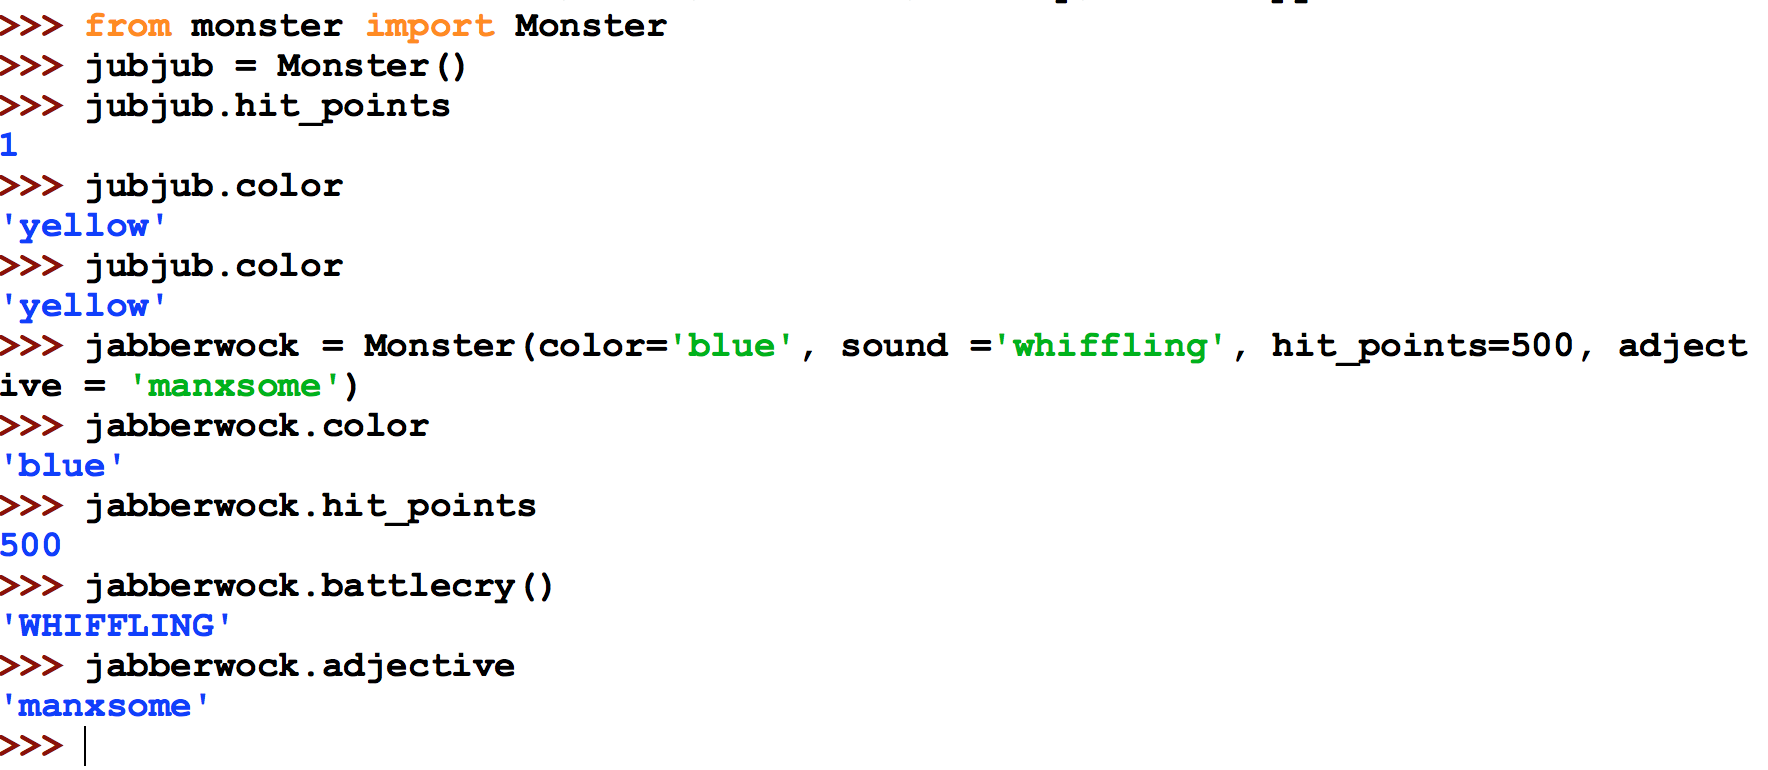 >>> from monster import Monster
>>> jubjub = Monster()
>>> jubjub.hit_points
1
>>> jubjub.color
'yellow'
>>> jubjub.color
'yellow'
>>> jabberwock = Monster(color='blue', sound ='whiffling', hit_points=500, adject
ive = 'manxsome')
>>> jabberwock.color
'blue'
>>> jabberwock.hit_points
500
>>> jabberwock.battlecry()
'WHIFFLING'
>>> jabberwock.adjective
'manxsome'
>>>